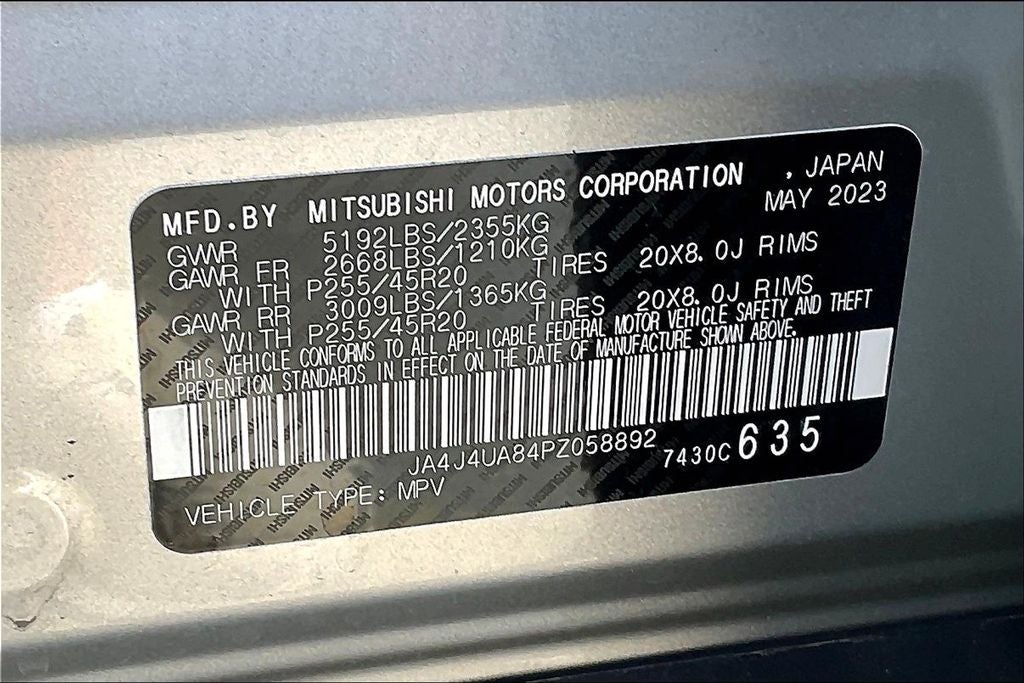 MFD.BY MITSUBISHI MOTORS CORPORATION , JAPAN
MAY 2023
GWWR 5192LBS/2355KG
GAWR FR 2668LBS/1210KG
WITH P255/45R20 TIRES 20X8.0J RIMS
GAWR RR 3009LBS/1365KG
WITH P255/45R20 TIRES 20X8.0J RIMS
THIS VEHICLE CONFORMS TO ALL APPLICABLE FEDERAL MOTOR VEHICLE SAFETY AND THEFT
PREVENTION STANDARDS IN EFFECT ON THE DATE OF MANUFACTURE SHOWN ABOVE.
JA4J4UA84PZ058892 7430C 635
VEHICLE TYPE: MPV